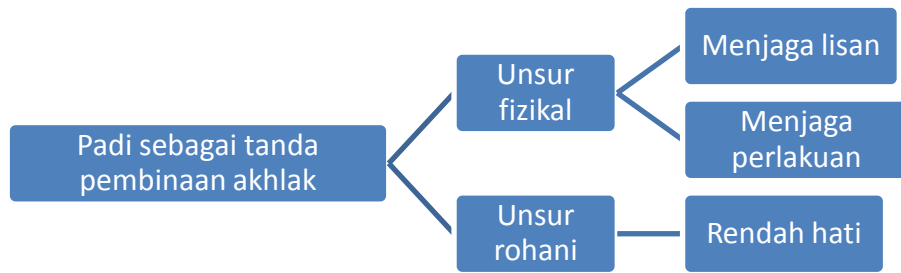 Padi sebagai tanda
pembinaan akhlak
Unsur
fizikal
Menjaga lisan
Menjaga
perlakuan
Unsur
rohani
Rendah hati